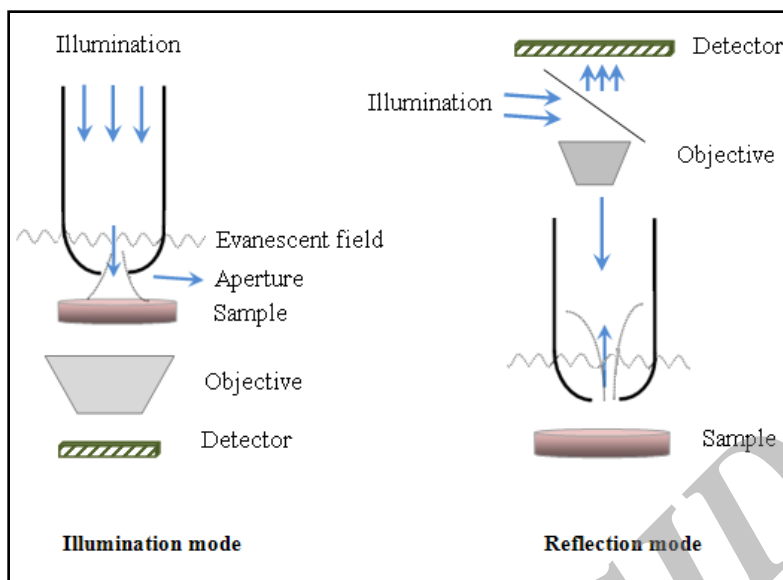 Illumination
Evanescent field
Aperture
Sample
Objective
Detector
Illumination mode
Detector
Illumination
Objective
Sample
Reflection mode